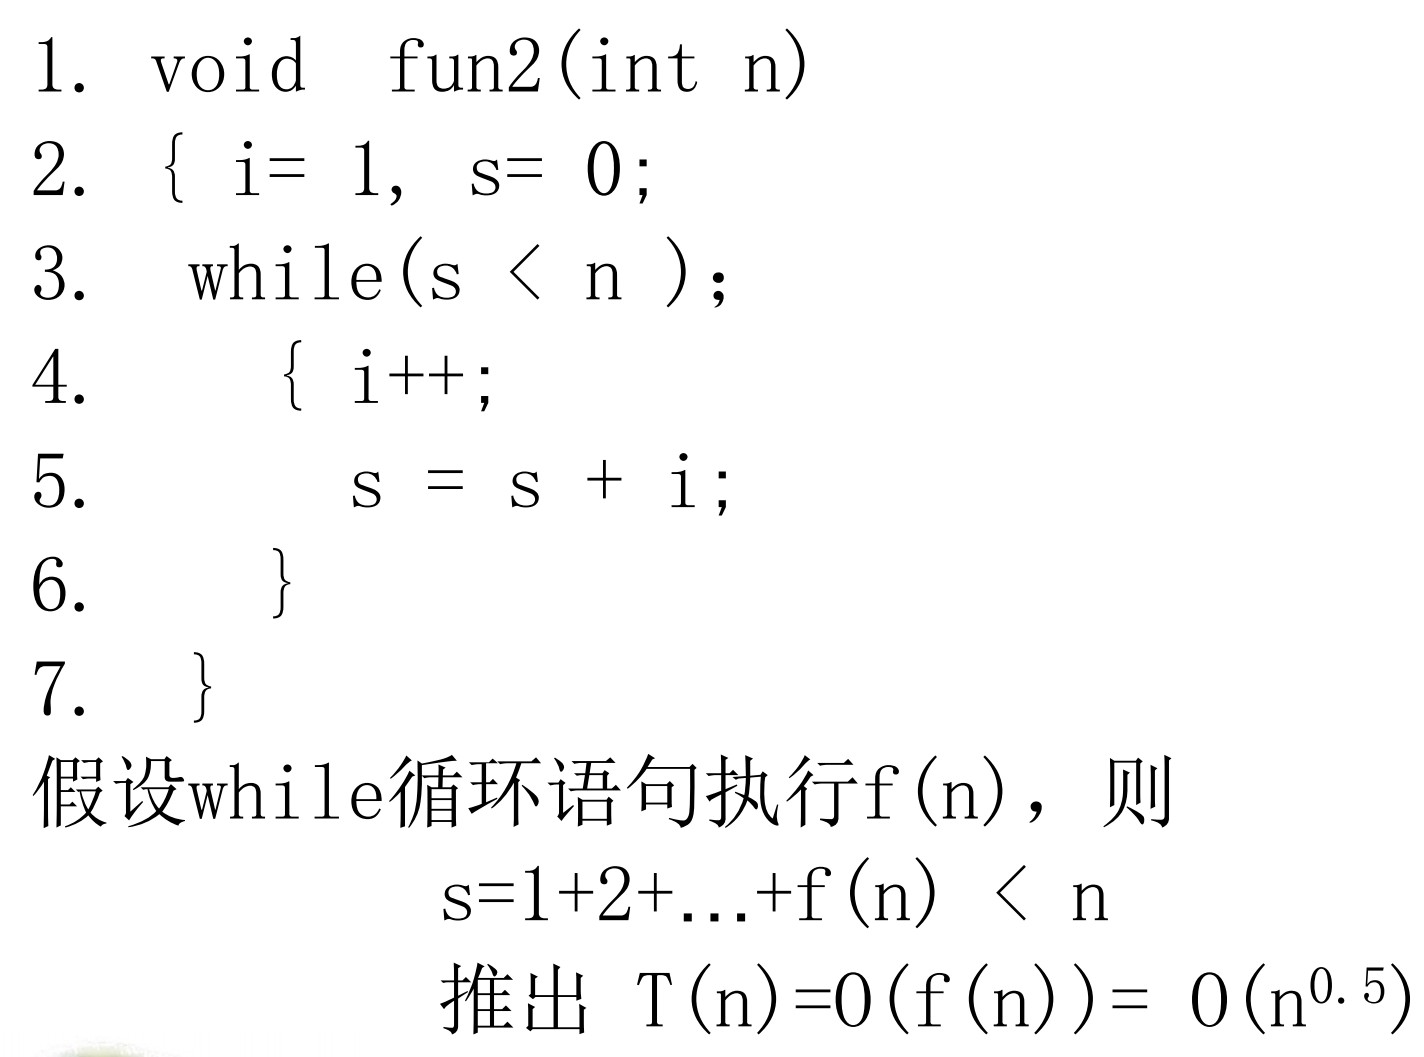 1. void  fun2(int n)
2. { i= 1, s= 0;
3. while(s < n );
4. { i++;
5. s = s + i;
6. }
7. }
假设while循环语句执行f(n)，则
s=1+2+…+f(n) < n
推出 T(n)=O(f(n))= O(n⁰·⁵)